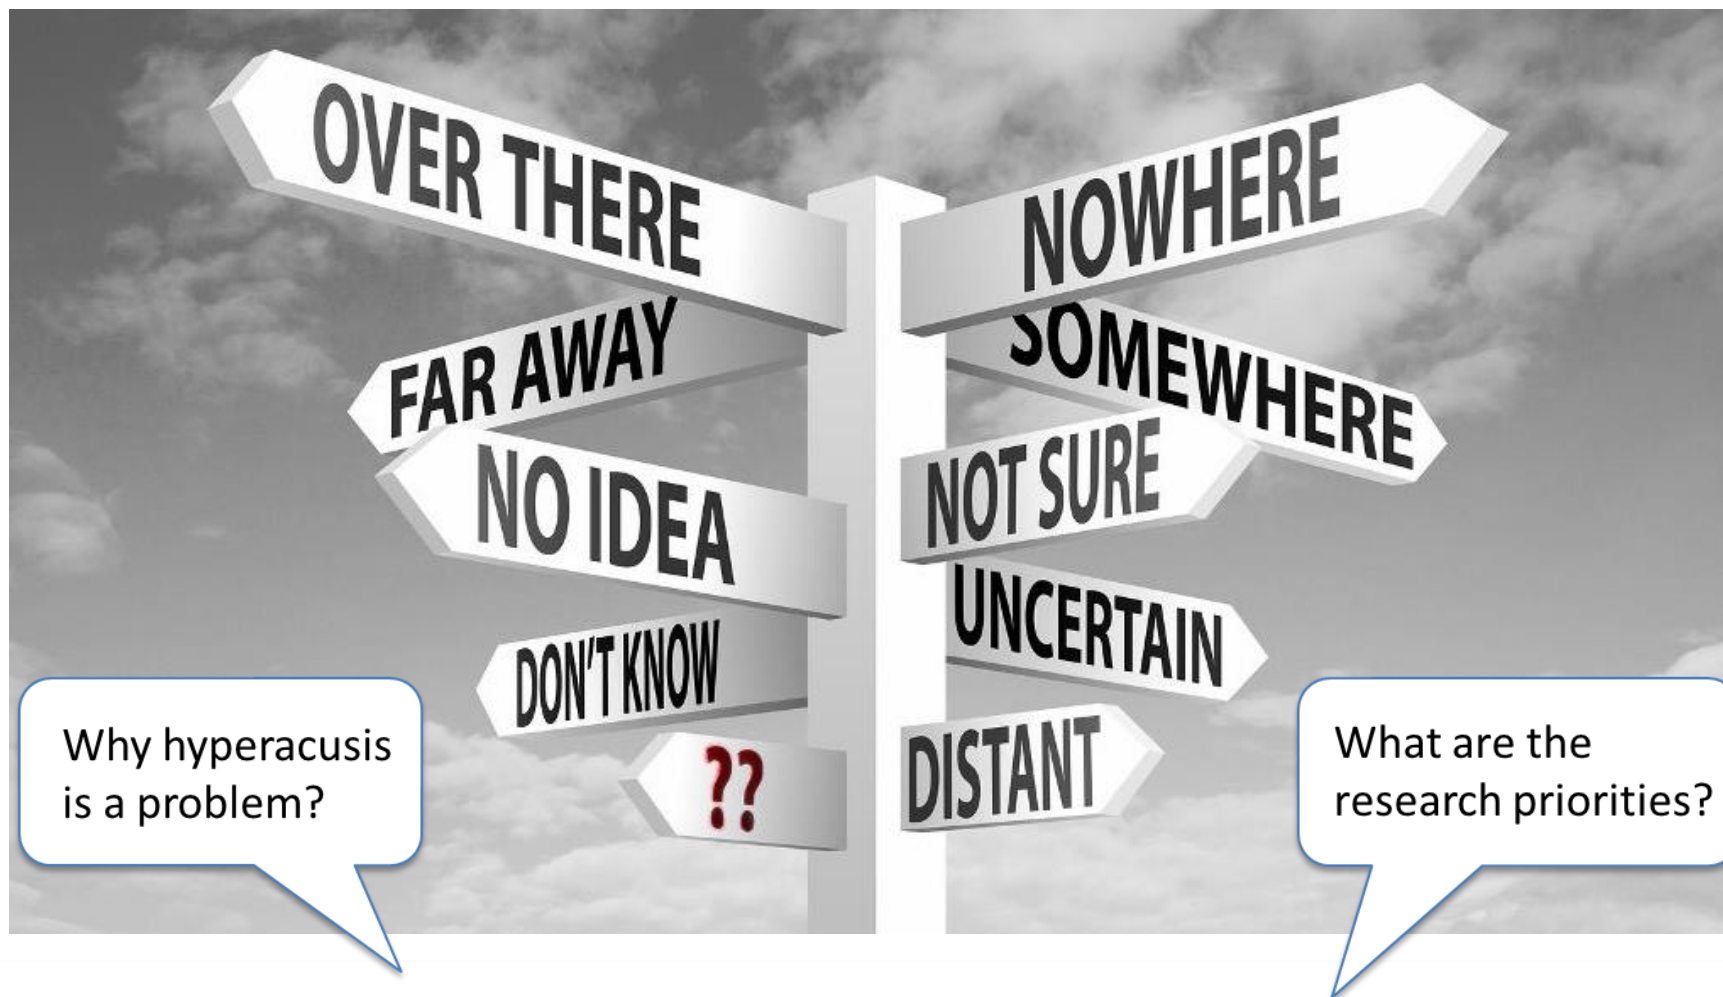 OVER THERE
NOWHERE
FAR AWAY
SOMEWHERE
NO IDEA
NOT SURE
DON'T KNOW
UNCERTAIN
??
DISTANT
Why hyperacusis
is a problem?
What are the
research priorities?